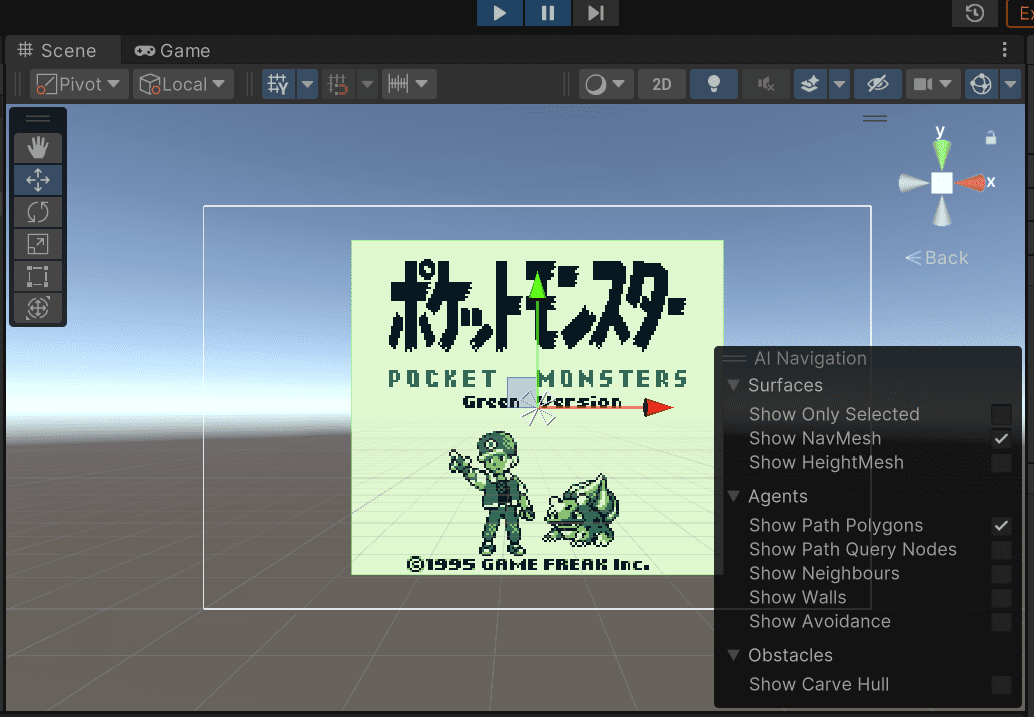 Ex
Scene
Game
Pivot
Local
2D
y
x
Back
ポケットモンスター
POCKET MONSTERS
Green Version
©1995 GAME FREAK Inc.
AI Navigation
Surfaces
Show Only Selected
Show NavMesh
Show HeightMesh
Agents
Show Path Polygons
Show Path Query Nodes
Show Neighbours
Show Walls
Show Avoidance
Obstacles
Show Carve Hull